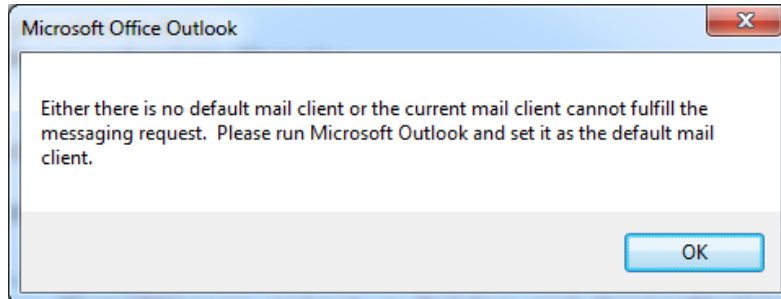 Microsoft Office Outlook
Either there is no default mail client or the current mail client cannot fulfill the
messaging request.  Please run Microsoft Outlook and set it as the default mail
client.
OK